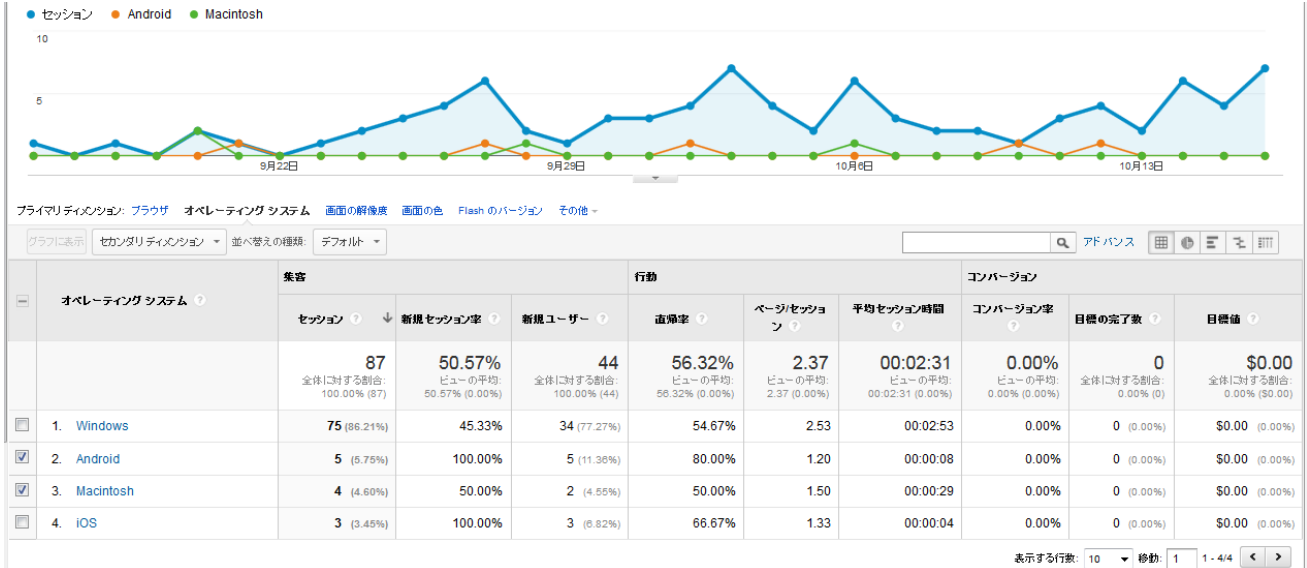 セッション Android Macintosh
10
5
9月22日 9月29日 10月6日 10月13日
プライマリ ディメンション: ブラウザ オペレーティング システム 画面の解像度 画面の色 Flash のバージョン その他
グラフに表示 セカンダリ ディメンション 並べ替えの種類: デフォルト アドバンス
オペレーティング システム ? 集客 行動 コンバージョン
セッション ? ↓ 新規セッション率 ? 新規ユーザー ? 直帰率 ? ページ/セッション ? 平均セッション時間 ? コンバージョン率 ? 目標の完了数 ? 目標値 ?
87 50.57% 44 56.32% 2.37 00:02:31 0.00% 0 $0.00
全体に対する割合: ビューの平均: 全体に対する割合: ビューの平均: ビューの平均: ビューの平均: ビューの平均: 全体に対する割合: 全体に対する割合:
100.00% (87) 50.57% (0.00%) 100.00% (44) 56.32% (0.00%) 2.37 (0.00%) 00:02:31 (0.00%) 0.00% (0.00%) 0.00% (0) 0.00% ($0.00)
1. Windows 75 (86.21%) 45.33% 34 (77.27%) 54.67% 2.53 00:02:53 0.00% 0 (0.00%) $0.00 (0.00%)
2. Android 5 (5.75%) 100.00% 5 (11.36%) 80.00% 1.20 00:00:08 0.00% 0 (0.00%) $0.00 (0.00%)
3. Macintosh 4 (4.60%) 50.00% 2 (4.55%) 50.00% 1.50 00:00:29 0.00% 0 (0.00%) $0.00 (0.00%)
4. iOS 3 (3.45%) 100.00% 3 (6.82%) 66.67% 1.33 00:00:04 0.00% 0 (0.00%) $0.00 (0.00%)
表示する行数: 10 移動: 1 1 - 4/4